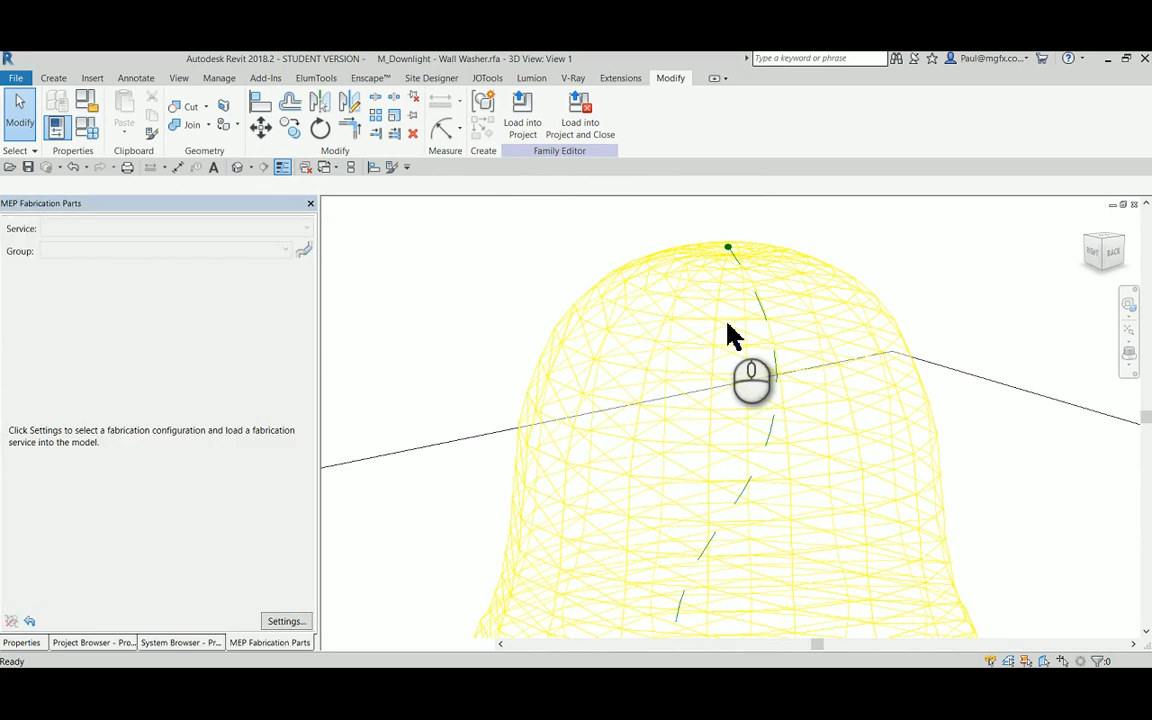 Autodesk Revit 2018.2 - STUDENT VERSION - M_Downlight - Wall Washer.rfa - 3D View: View 1
Type a keyword or phrase
Paul@mgfx.co...
File Create Insert Annotate View Manage Add-Ins ElumTools Enscape™ Site Designer JOTools Lumion V-Ray Extensions Modify
Modify
Paste
Cut
Join
Load into
Project
Load into
Project and Close
Select Properties Clipboard Geometry Modify Measure Create Family Editor
MEP Fabrication Parts
Service:
Group:
RIGHT BACK
Click Settings to select a fabrication configuration and load a fabrication
service into the model.
Settings...
Properties Project Browser - Pro... System Browser - Pr... MEP Fabrication Parts
Ready
:0